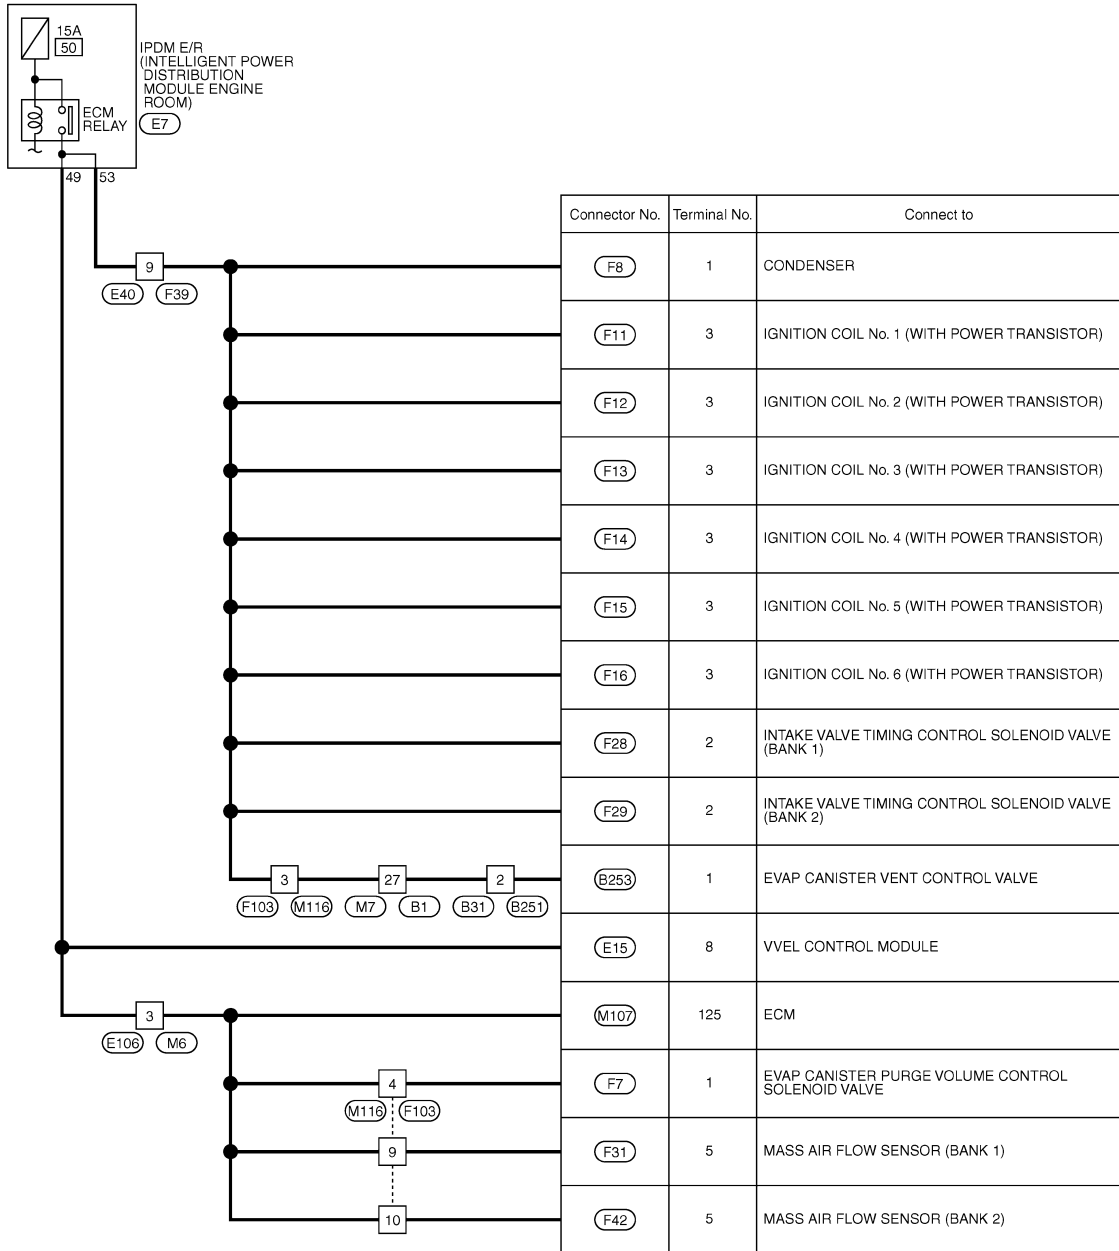 15A
50
IPDM E/R
(INTELLIGENT POWER
DISTRIBUTION
MODULE ENGINE
ROOM)
E7
ECM
RELAY
49
53
Connector No.
Terminal No.
Connect to
9
E40
F39
F8
1
CONDENSER
F11
3
IGNITION COIL No. 1 (WITH POWER TRANSISTOR)
F12
3
IGNITION COIL No. 2 (WITH POWER TRANSISTOR)
F13
3
IGNITION COIL No. 3 (WITH POWER TRANSISTOR)
F14
3
IGNITION COIL No. 4 (WITH POWER TRANSISTOR)
F15
3
IGNITION COIL No. 5 (WITH POWER TRANSISTOR)
F16
3
IGNITION COIL No. 6 (WITH POWER TRANSISTOR)
F28
2
INTAKE VALVE TIMING CONTROL SOLENOID VALVE
(BANK 1)
F29
2
INTAKE VALVE TIMING CONTROL SOLENOID VALVE
(BANK 2)
3
27
2
F103
M116
M7
B1
B31
B251
B253
1
EVAP CANISTER VENT CONTROL VALVE
E15
8
VVEL CONTROL MODULE
3
E106
M6
M107
125
ECM
4
M116
F103
F7
1
EVAP CANISTER PURGE VOLUME CONTROL
SOLENOID VALVE
9
F31
5
MASS AIR FLOW SENSOR (BANK 1)
10
F42
5
MASS AIR FLOW SENSOR (BANK 2)